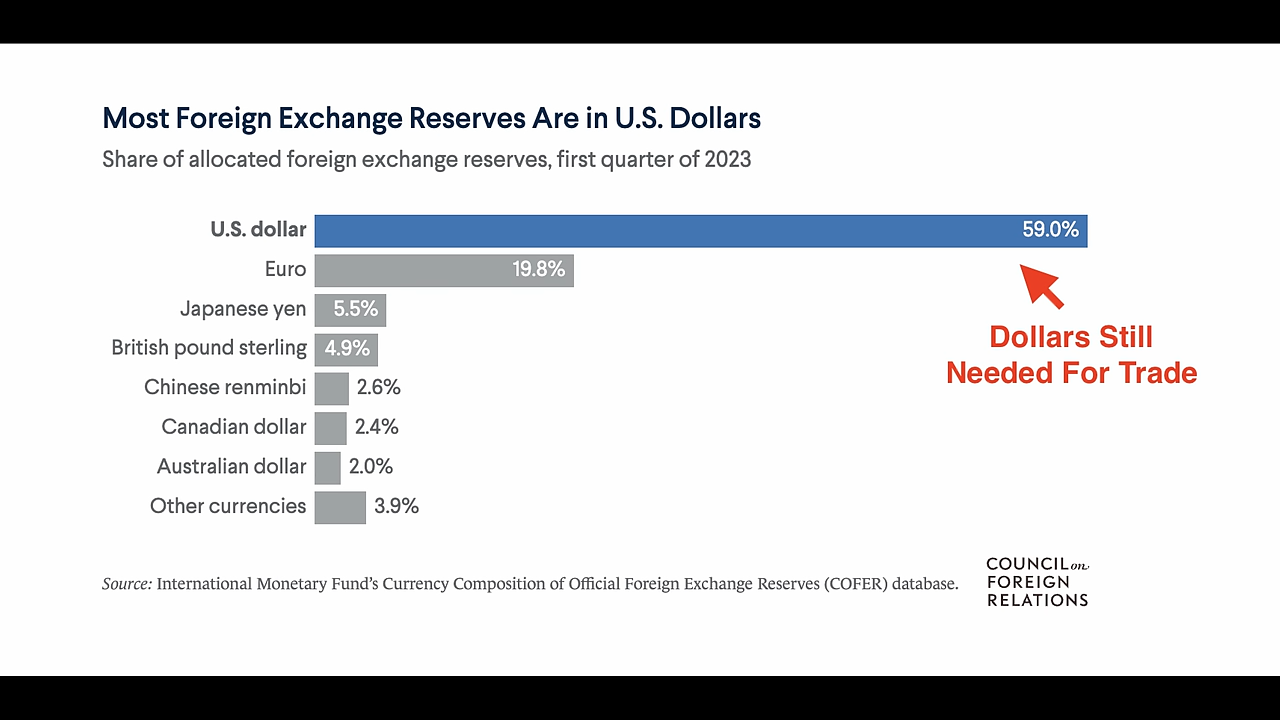 Most Foreign Exchange Reserves Are in U.S. Dollars
Share of allocated foreign exchange reserves, first quarter of 2023
U.S. dollar 59.0%
Euro 19.8%
Japanese yen 5.5%
British pound sterling 4.9%
Chinese renminbi 2.6%
Canadian dollar 2.4%
Australian dollar 2.0%
Other currencies 3.9%
Dollars Still
Needed For Trade
Source: International Monetary Fund's Currency Composition of Official Foreign Exchange Reserves (COFER) database.
COUNCIL on
FOREIGN
RELATIONS